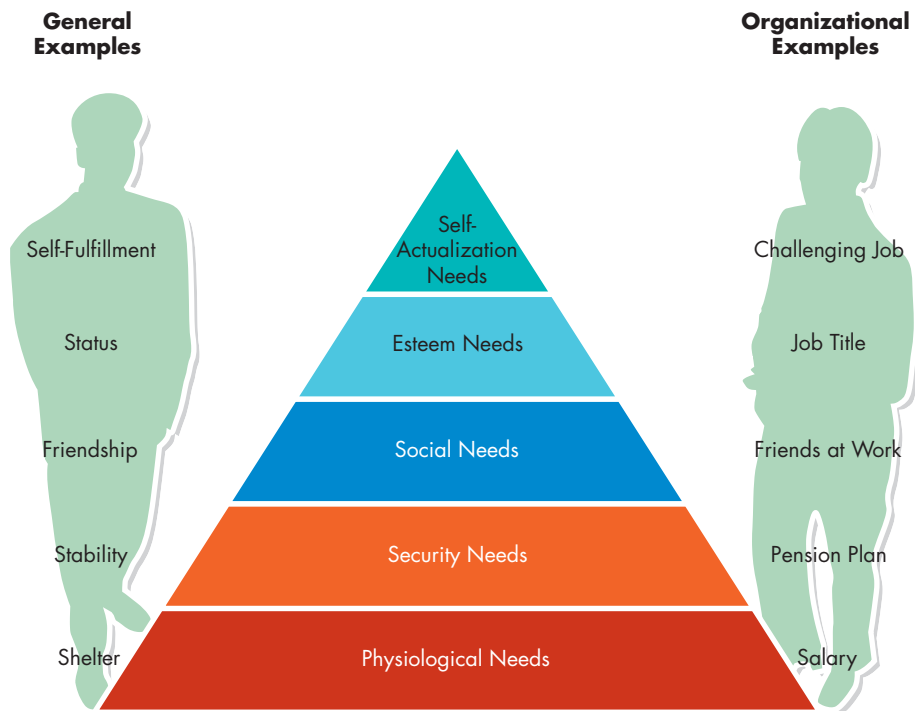 General
Examples
Organizational
Examples
Self-Fulfillment
Self-
Actualization
Needs
Challenging Job
Status
Esteem Needs
Job Title
Friendship
Social Needs
Friends at Work
Stability
Security Needs
Pension Plan
Shelter
Physiological Needs
Salary